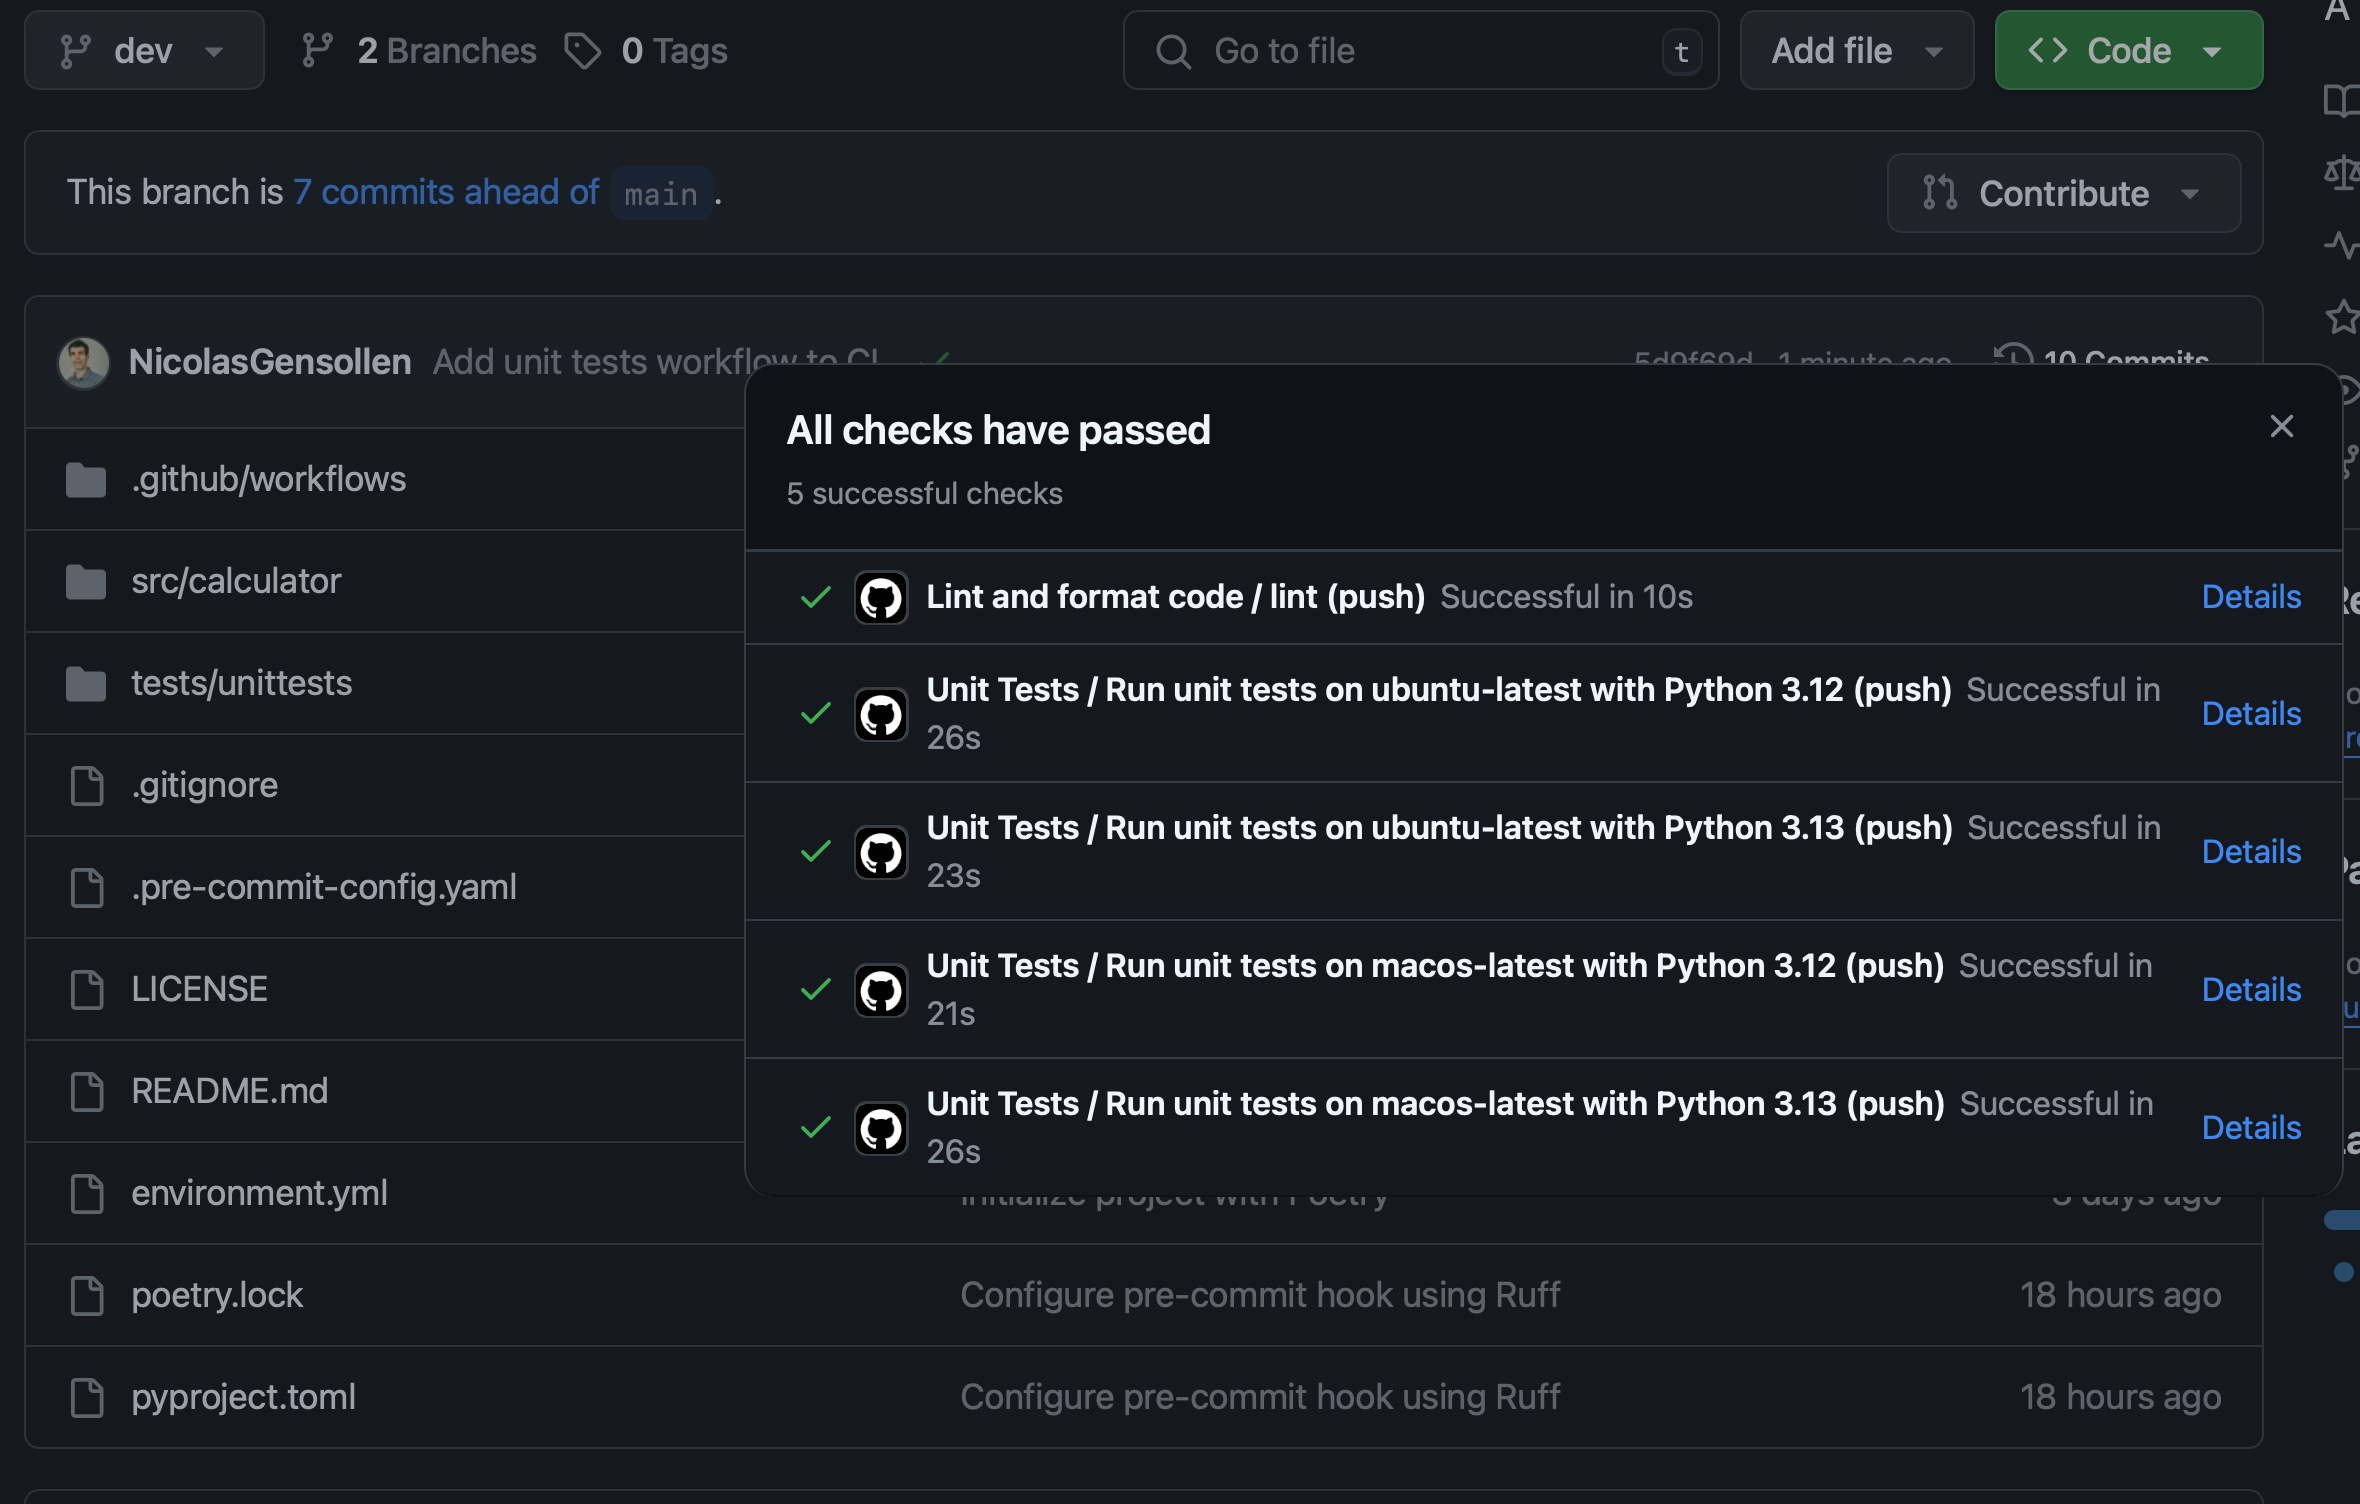 dev 2 Branches 0 Tags Go to file t Add file Code
This branch is 7 commits ahead of main .
Contribute
NicolasGensollen Add unit tests workflow to CI 5d9f69d 1 minute ago 10 Commits
All checks have passed
5 successful checks
.github/workflows
src/calculator
tests/unittests
.gitignore
.pre-commit-config.yaml
LICENSE
README.md
environment.yml
Lint and format code / lint (push) Successful in 10s Details
Unit Tests / Run unit tests on ubuntu-latest with Python 3.12 (push) Successful in
26s
Details
Unit Tests / Run unit tests on ubuntu-latest with Python 3.13 (push) Successful in
23s
Details
Unit Tests / Run unit tests on macos-latest with Python 3.12 (push) Successful in
21s
Details
Unit Tests / Run unit tests on macos-latest with Python 3.13 (push) Successful in
26s
Details
Initialize project with Poetry days ago
poetry.lock Configure pre-commit hook using Ruff 18 hours ago
pyproject.toml Configure pre-commit hook using Ruff 18 hours ago